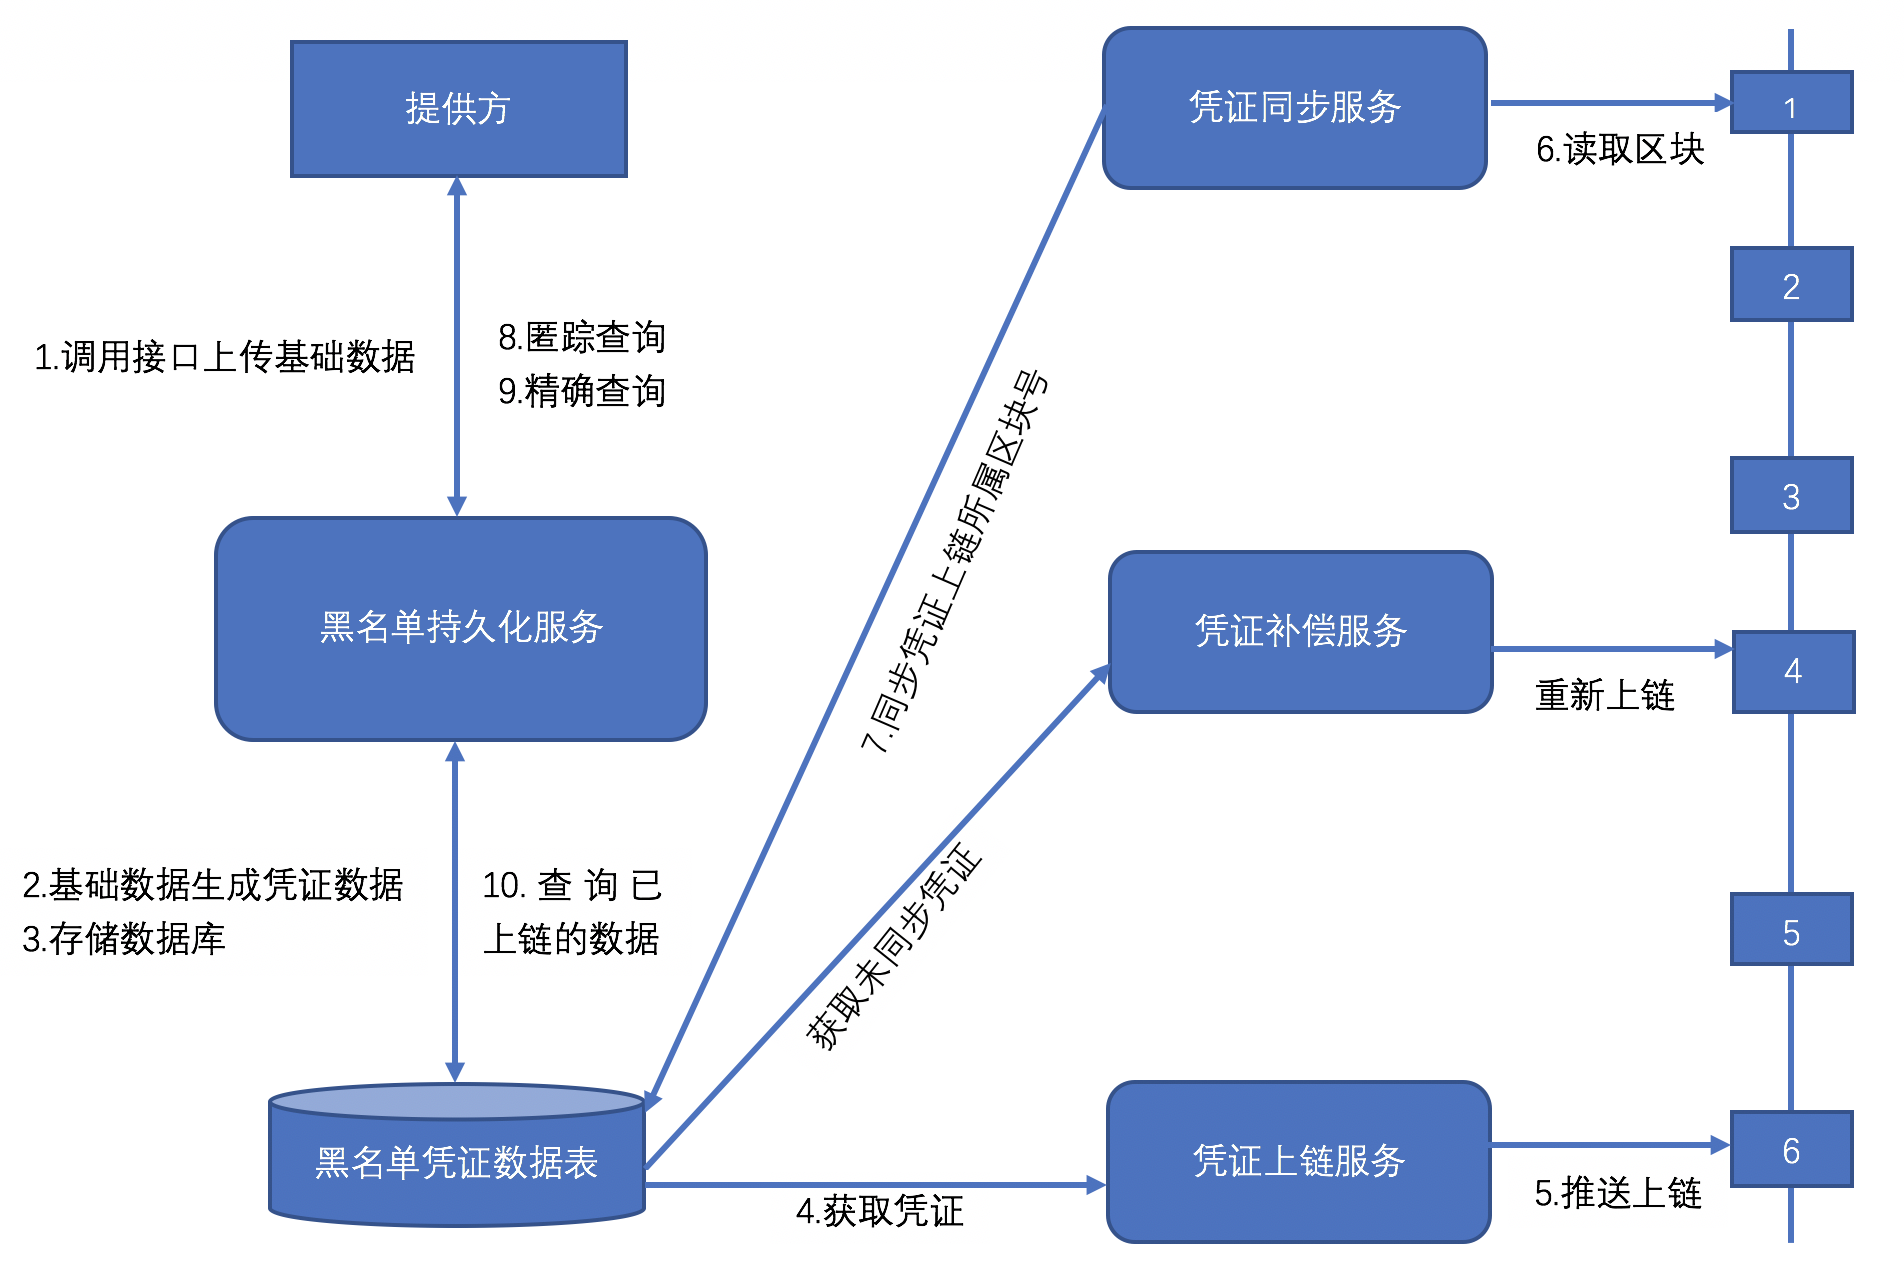 提供方
凭证同步服务
1
6.读取区块
2
1.调用接口上传基础数据
8.匿踪查询
9.精确查询
7.同步凭证上链所属区块号
3
黑名单持久化服务
凭证补偿服务
4
重新上链
2.基础数据生成凭证数据
3.存储数据库
10. 查 询 已
上链的数据
获取未同步凭证
5
黑名单凭证数据表
4.获取凭证
凭证上链服务
6
5.推送上链